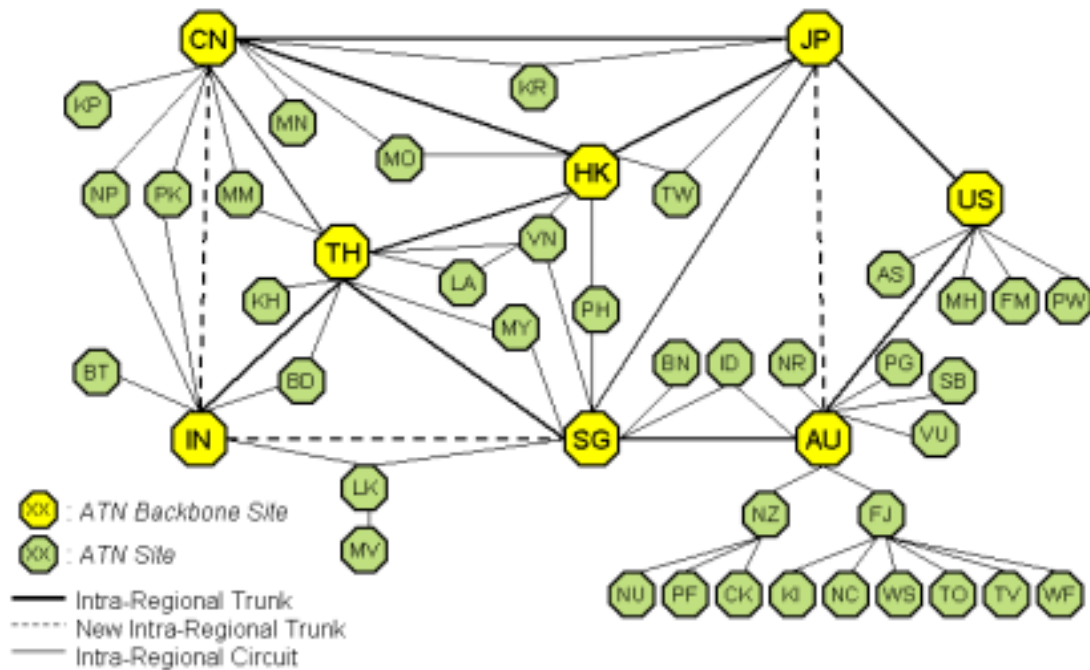 CN
JP
KR
KP
MN
MO
HK
TW
NP
PK
MM
US
TH
VN
LA
AS
KH
MH
FM
PW
PH
MY
BN
ID
NR
PG
SB
BT
BD
VU
IN
SG
AU
LK
MV
NZ
FJ
NU
PF
CK
KI
NC
WS
TO
TV
WF
XX : ATN Backbone Site
XX : ATN Site
Intra-Regional Trunk
New Intra-Regional Trunk
Intra-Regional Circuit